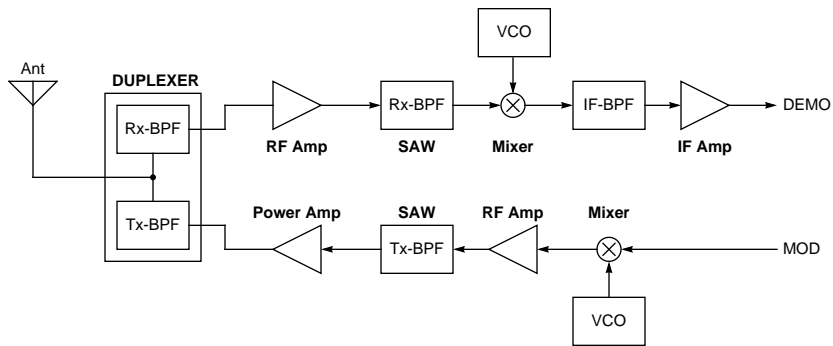 VCO
Ant
DUPLEXER
Rx-BPF
Rx-BPF
IF-BPF
DEMO
RF Amp
SAW
Mixer
IF Amp
Power Amp
SAW
RF Amp
Mixer
Tx-BPF
Tx-BPF
MOD
VCO